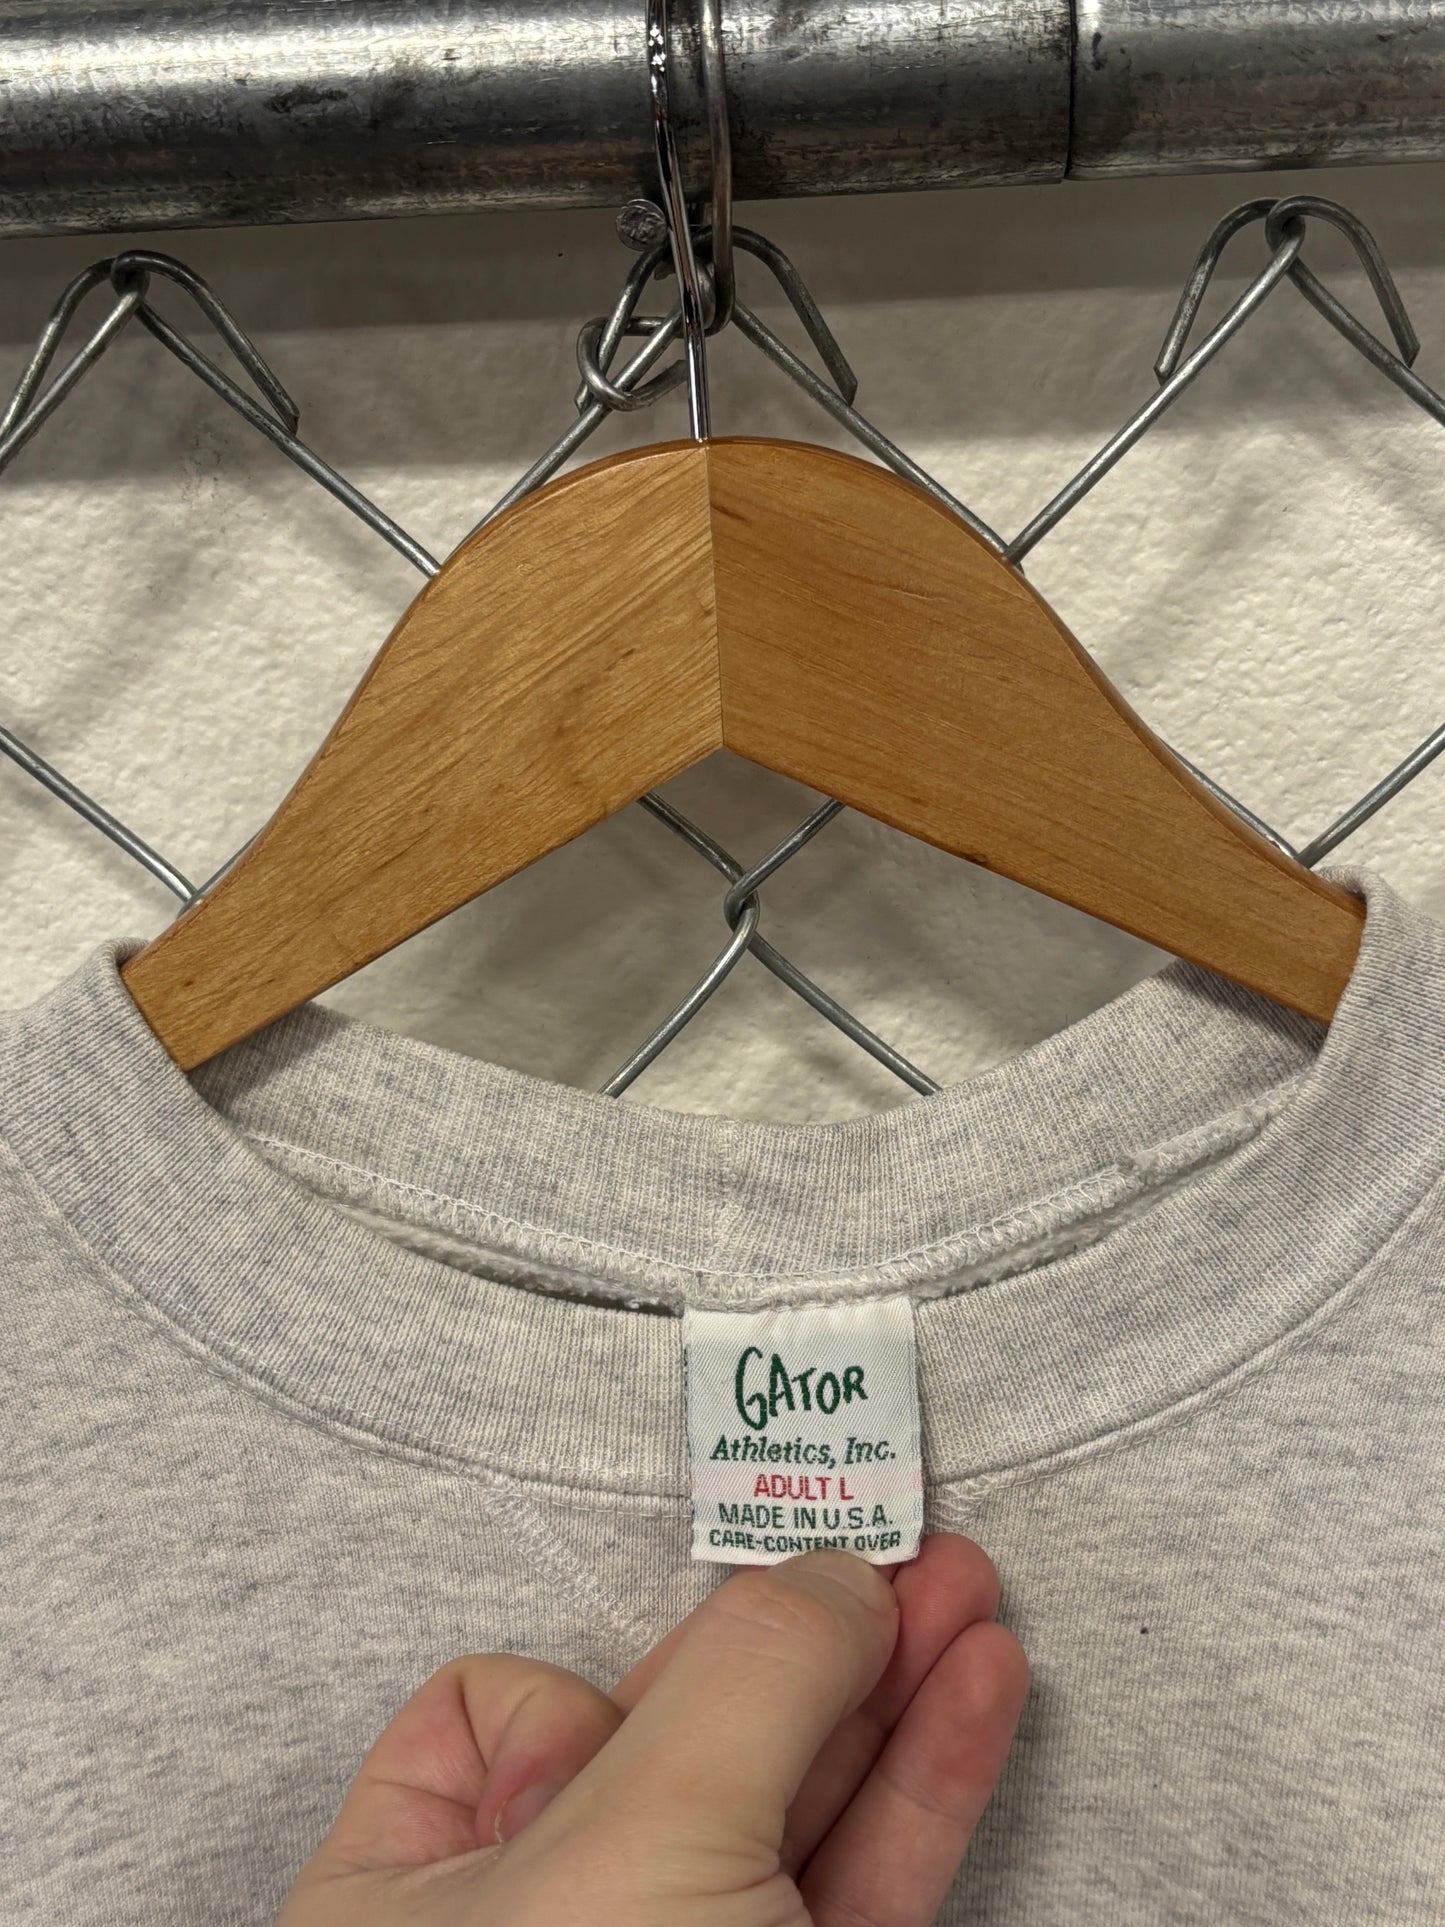 GATOR
Athletics, Inc.
ADULT L
MADE IN U.S.A.
CARE-CONTENT OVER